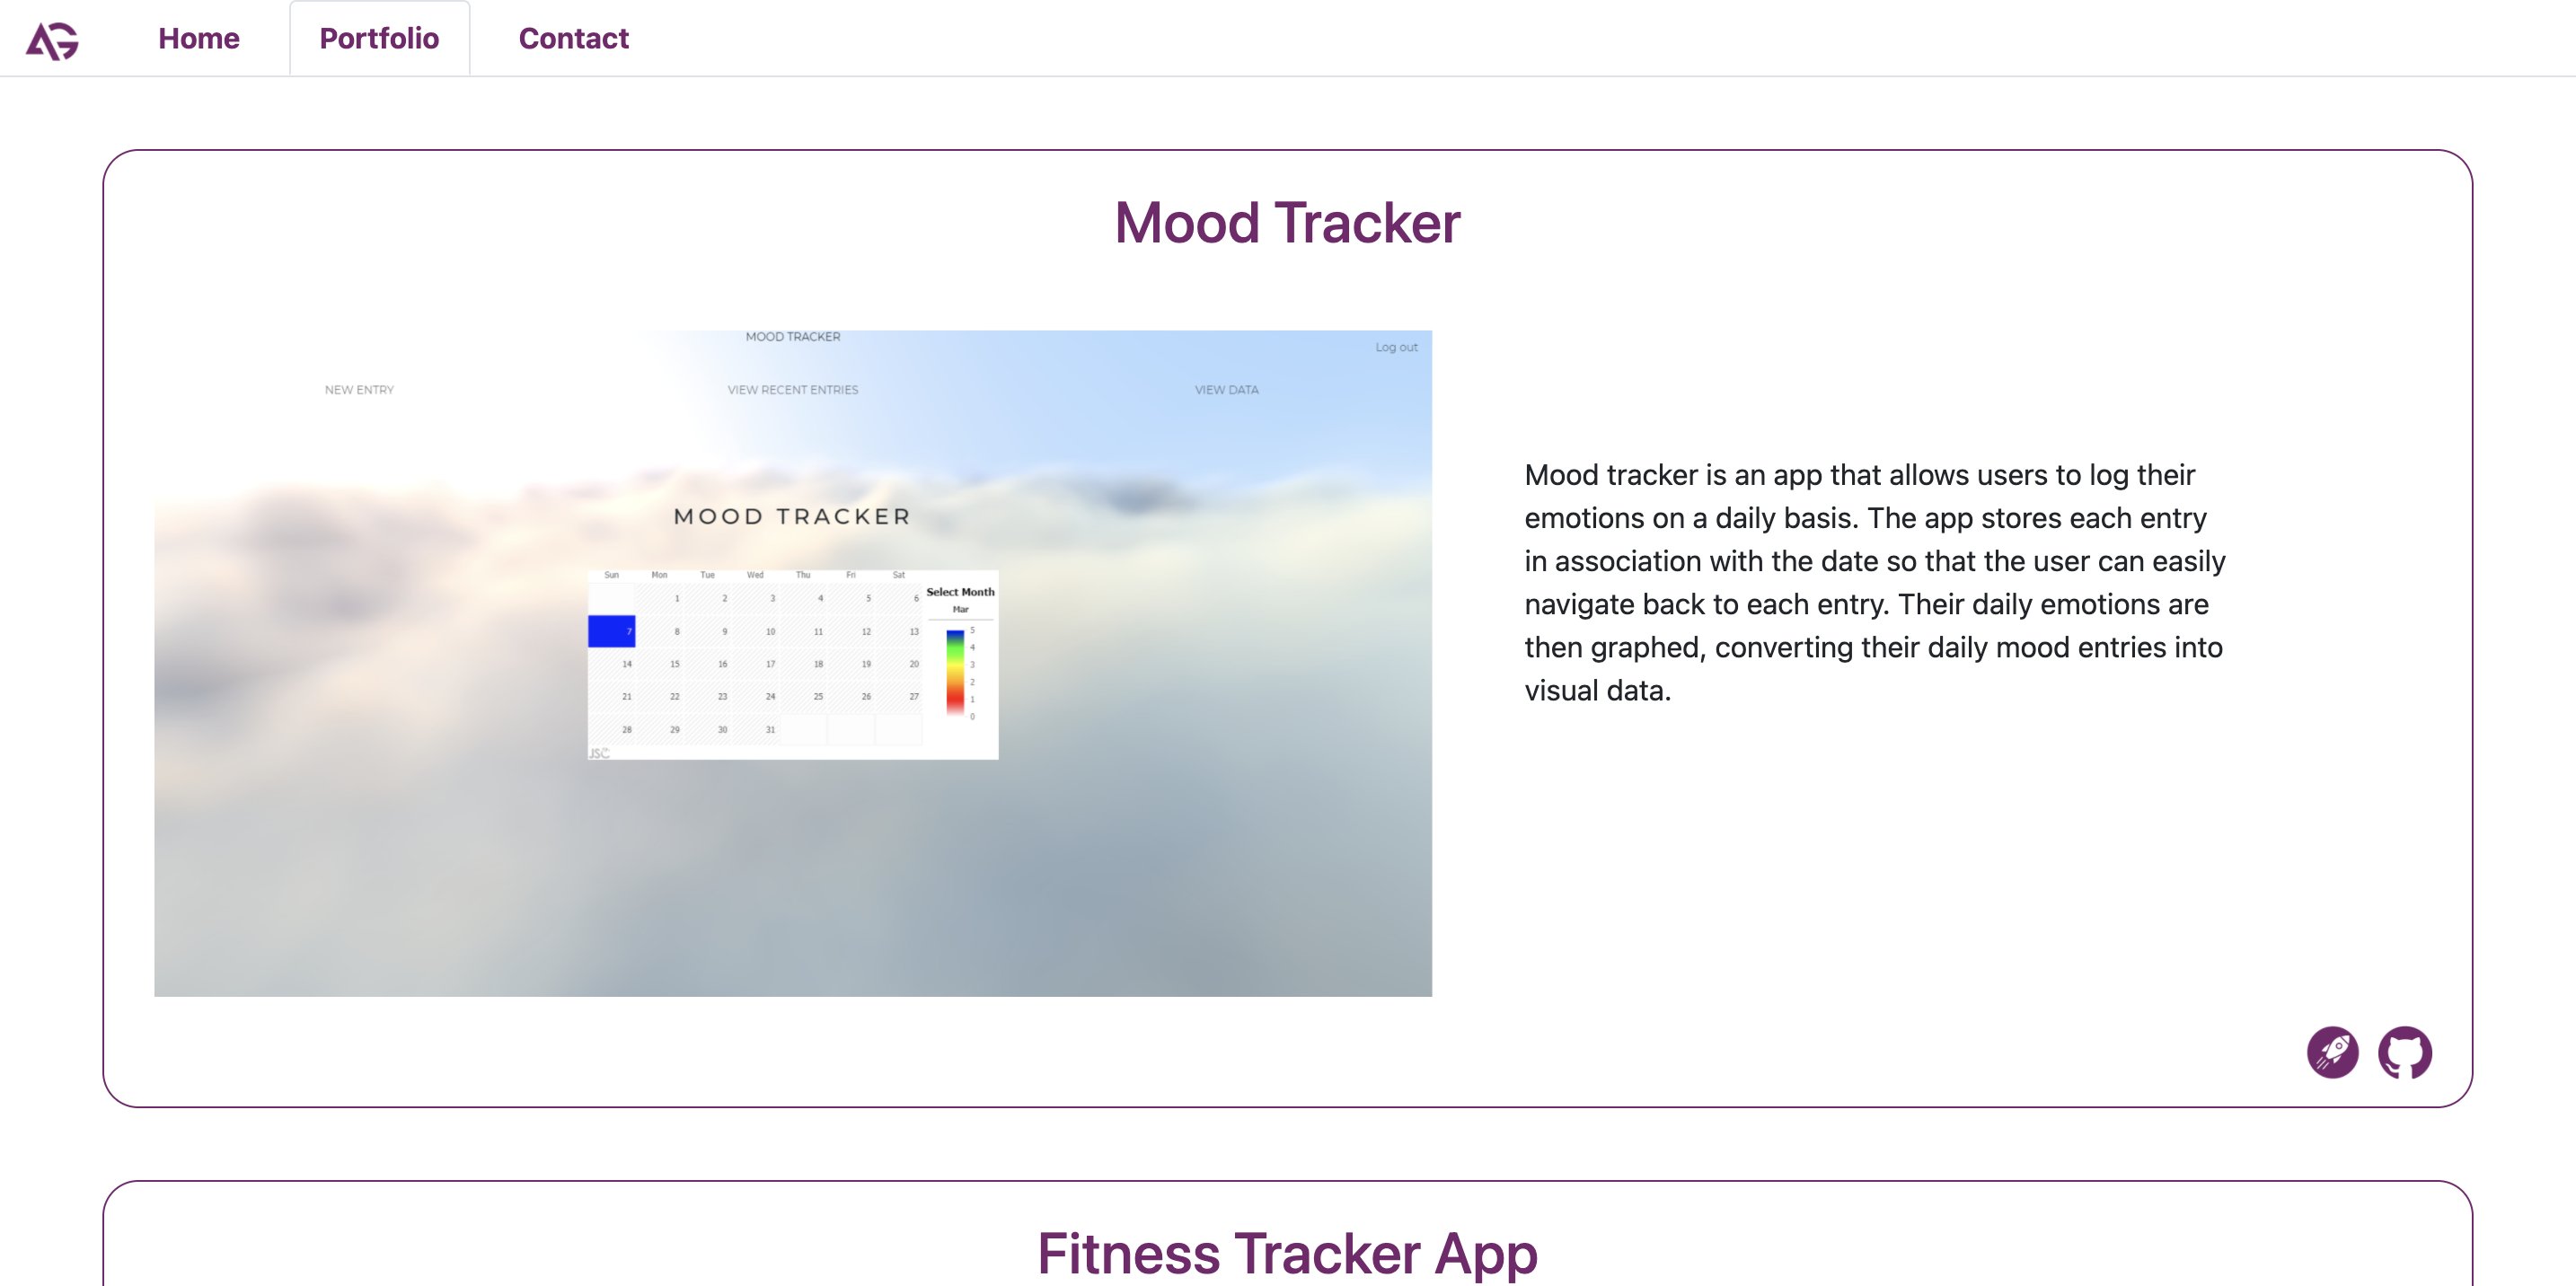 AG
Home Portfolio Contact
Mood Tracker
MOOD TRACKER
Log out
NEW ENTRY VIEW RECENT ENTRIES VIEW DATA
MOOD TRACKER
Sun Mon Tue Wed Thu Fri Sat
1 2 3 4 5 6
7 8 9 10 11 12 13
14 15 16 17 18 19 20
21 22 23 24 25 26 27
28 29 30 31
JSC
Select Month
Mar
5
4
3
2
1
0
Mood tracker is an app that allows users to log their
emotions on a daily basis. The app stores each entry
in association with the date so that the user can easily
navigate back to each entry. Their daily emotions are
then graphed, converting their daily mood entries into
visual data.
Fitness Tracker App